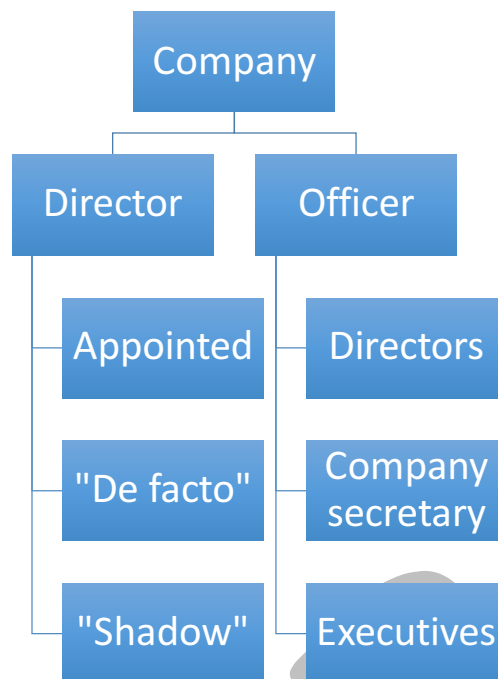 Company
Director
Officer
Appointed
Directors
"De facto"
Company
secretary
"Shadow"
Executives